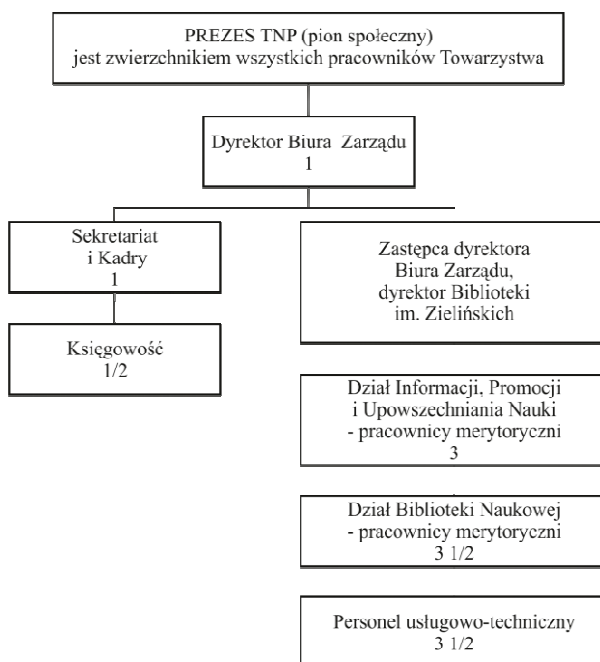 PREZES TNP (pion społeczny)
jest zwierzchnikiem wszystkich pracowników Towarzystwa
Dyrektor Biura Zarządu
1
Sekretariat
i Kadry
1
Księgowość
1/2
Zastępca dyrektora
Biura Zarządu,
dyrektor Biblioteki
im. Zielińskich
Dział Informacji, Promocji
i Upowszechniania Nauki
- pracownicy merytoryczni
3
Dział Biblioteki Naukowej
- pracownicy merytoryczni
3 1/2
Personel usługowo-techniczny
3 1/2